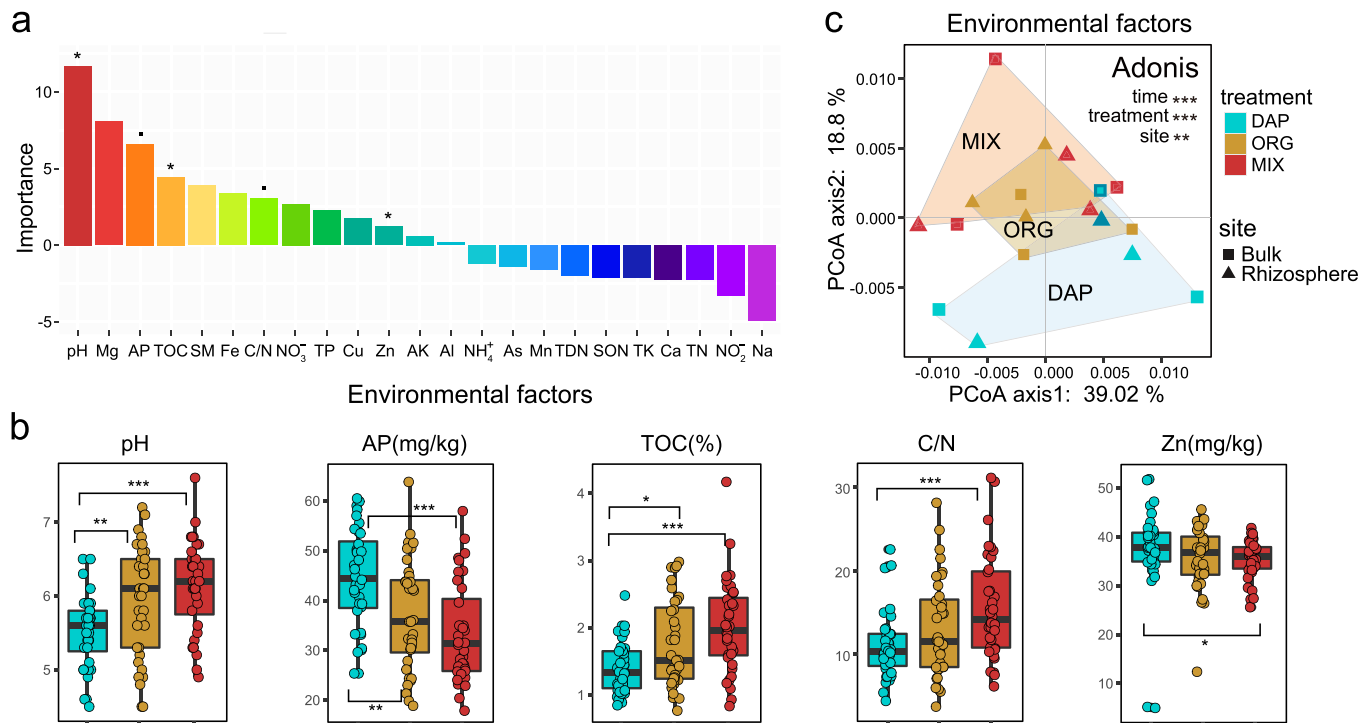 a
Importance
10
5
0
-5
*
.
*
.
*
pH Mg AP TOC SM Fe C/N NO3- TP Cu Zn AK Al NH4+ As Mn TDN SON TK Ca TN NO2- Na
Environmental factors
c
Environmental factors
PCoA axis2: 18.8 %
0.010
0.005
0.000
-0.005
Adonis
time ***
treatment ***
site **
MIX
ORG
DAP
-0.010 -0.005 0.000 0.005 0.010
PCoA axis1: 39.02 %
treatment
DAP
ORG
MIX
site
Bulk
Rhizosphere
b
pH
7
6
5
***
**
AP(mg/kg)
60
50
40
30
20
***
**
TOC(%)
4
3
2
1
*
***
C/N
30
20
10
***
Zn(mg/kg)
50
40
30
20
10
*